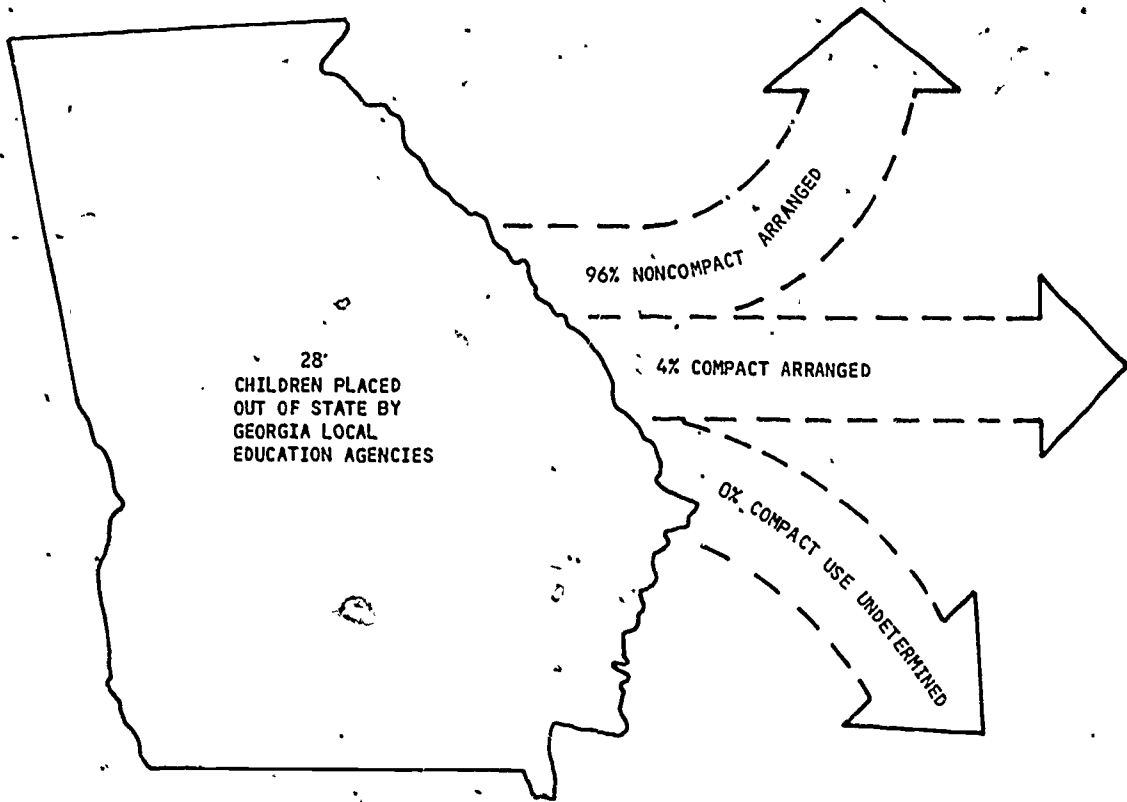 28
CHILDREN PLACED
OUT OF STATE BY
GEORGIA LOCAL
EDUCATION AGENCIES
96% NONCOMPACT ARRANGED
4% COMPACT ARRANGED
0% COMPACT USE UNDETERMINED